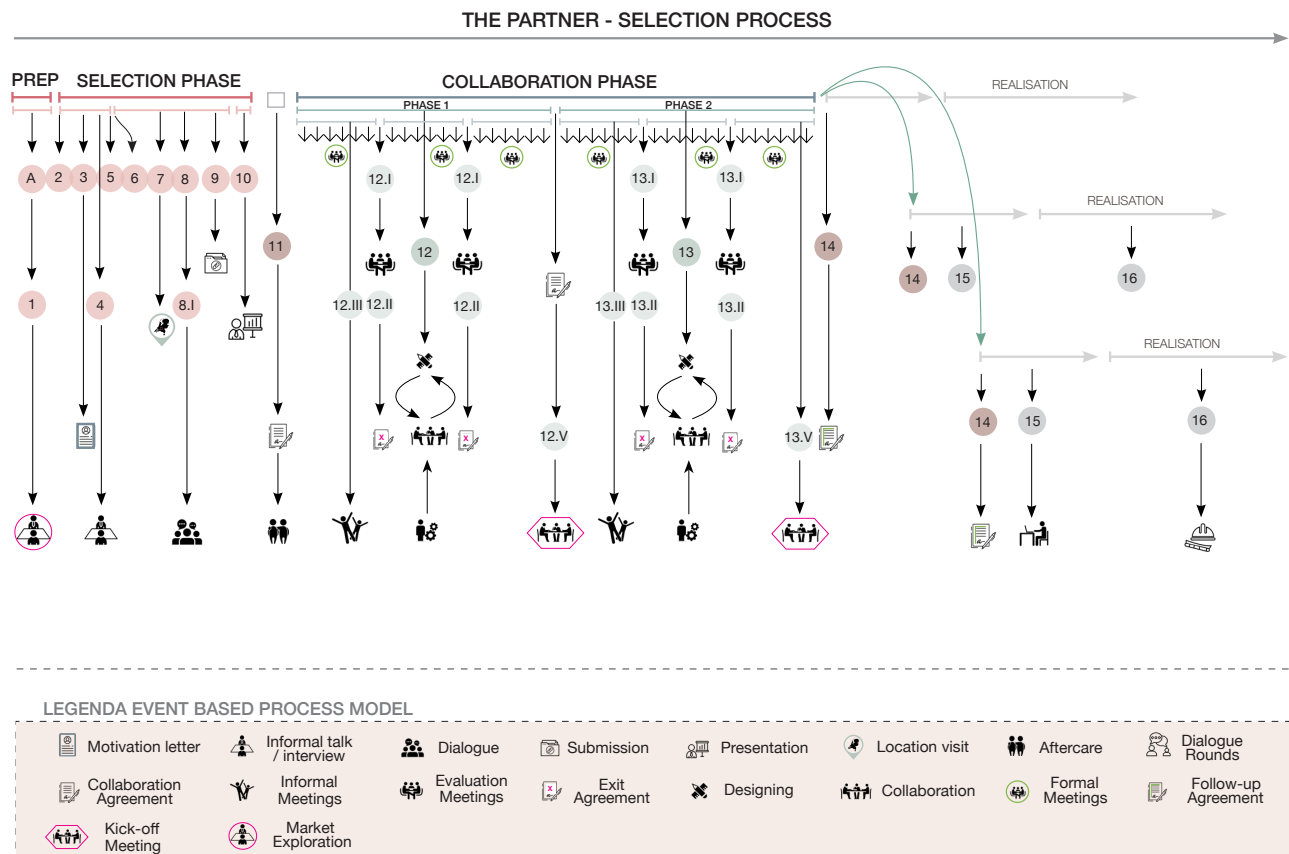 THE PARTNER - SELECTION PROCESS
PREP
SELECTION PHASE
COLLABORATION PHASE
REALISATION
PHASE 1
PHASE 2
A
2
3
5
6
7
8
9
10
12.I
12.I
13.I
13.I
REALISATION
11
12
13
14
14
15
16
1
4
8.I
12.III
12.II
12.II
13.III
13.II
13.II
REALISATION
12.V
13.V
14
15
16
LEGENDA EVENT BASED PROCESS MODEL
Motivation letter
Informal talk
/ interview
Dialogue
Submission
Presentation
Location visit
Aftercare
Dialogue
Rounds
Collaboration
Agreement
Informal
Meetings
Evaluation
Meetings
Exit
Agreement
Designing
Collaboration
Formal
Meetings
Follow-up
Agreement
Kick-off
Meeting
Market
Exploration